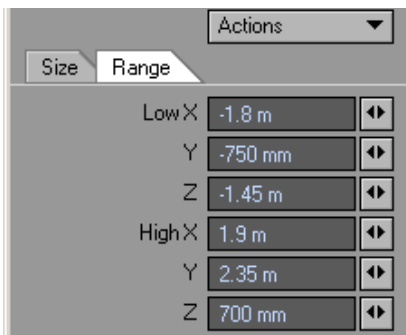 Actions
Size Range
Low X -1.8 m
Y -750 mm
Z -1.45 m
High X 1.9 m
Y 2.35 m
Z 700 mm